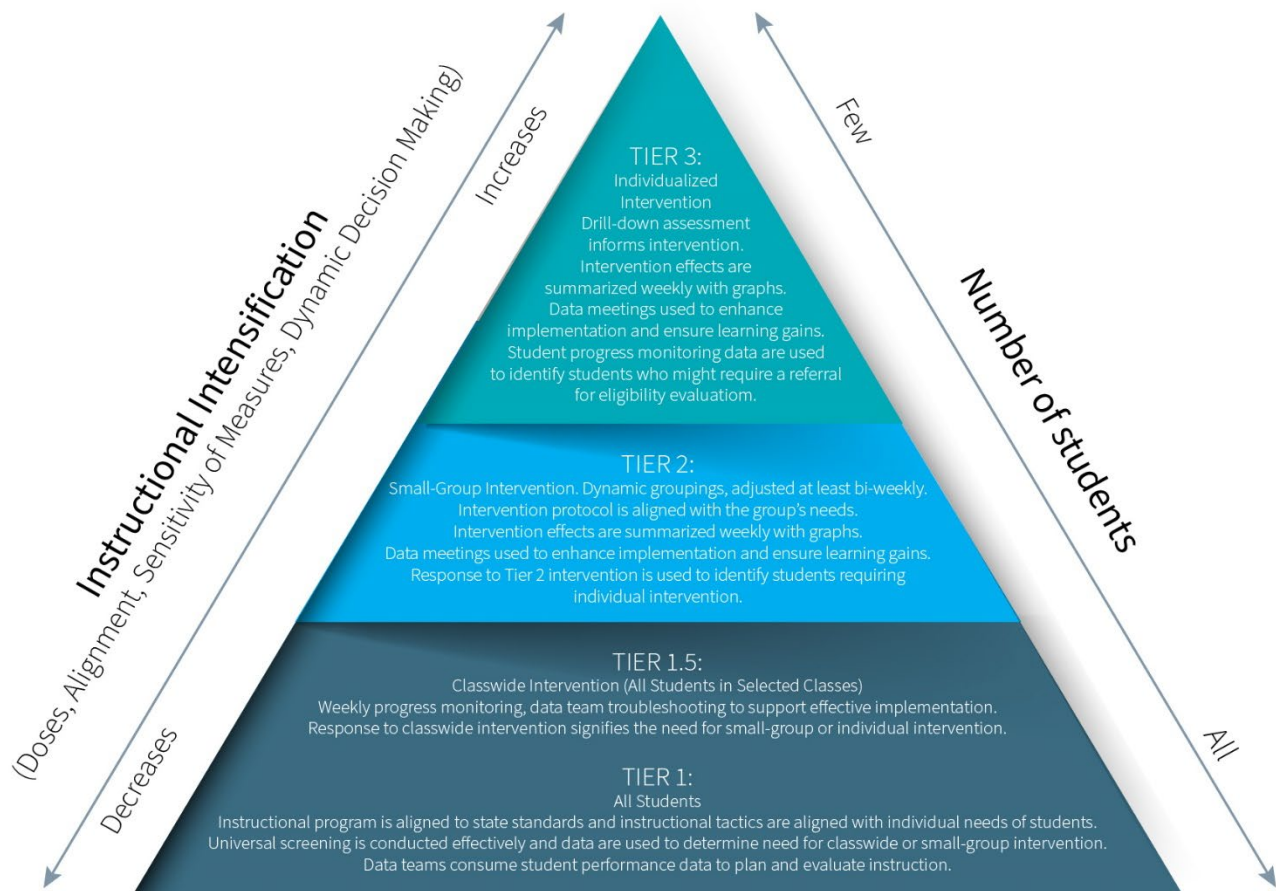 Instructional Intensification
(Doses, Alignment, Sensitivity of Measures, Dynamic Decision Making)
Increases
Decreases
Few
Number of students
All
TIER 3:
Individualized
Intervention
Drill-down assessment
informs intervention.
Intervention effects are
summarized weekly with graphs.
Data meetings used to enhance
implementation and ensure learning gains.
Student progress monitoring data are used
to identify students who might require a referral
for eligibility evaluatiom.
TIER 2:
Small-Group Intervention. Dynamic groupings, adjusted at least bi-weekly.
Intervention protocol is aligned with the group’s needs.
Intervention effects are summarized weekly with graphs.
Data meetings used to enhance implementation and ensure learning gains.
Response to Tier 2 intervention is used to identify students requiring
individual intervention.
TIER 1.5:
Classwide Intervention (All Students in Selected Classes)
Weekly progress monitoring, data team troubleshooting to support effective implementation.
Response to classwide intervention signifies the need for small-group or individual intervention.
TIER 1:
All Students
Instructional program is aligned to state standards and instructional tactics are aligned with individual needs of students.
Universal screening is conducted effectively and data are used to determine need for classwide or small-group intervention.
Data teams consume student performance data to plan and evaluate instruction.